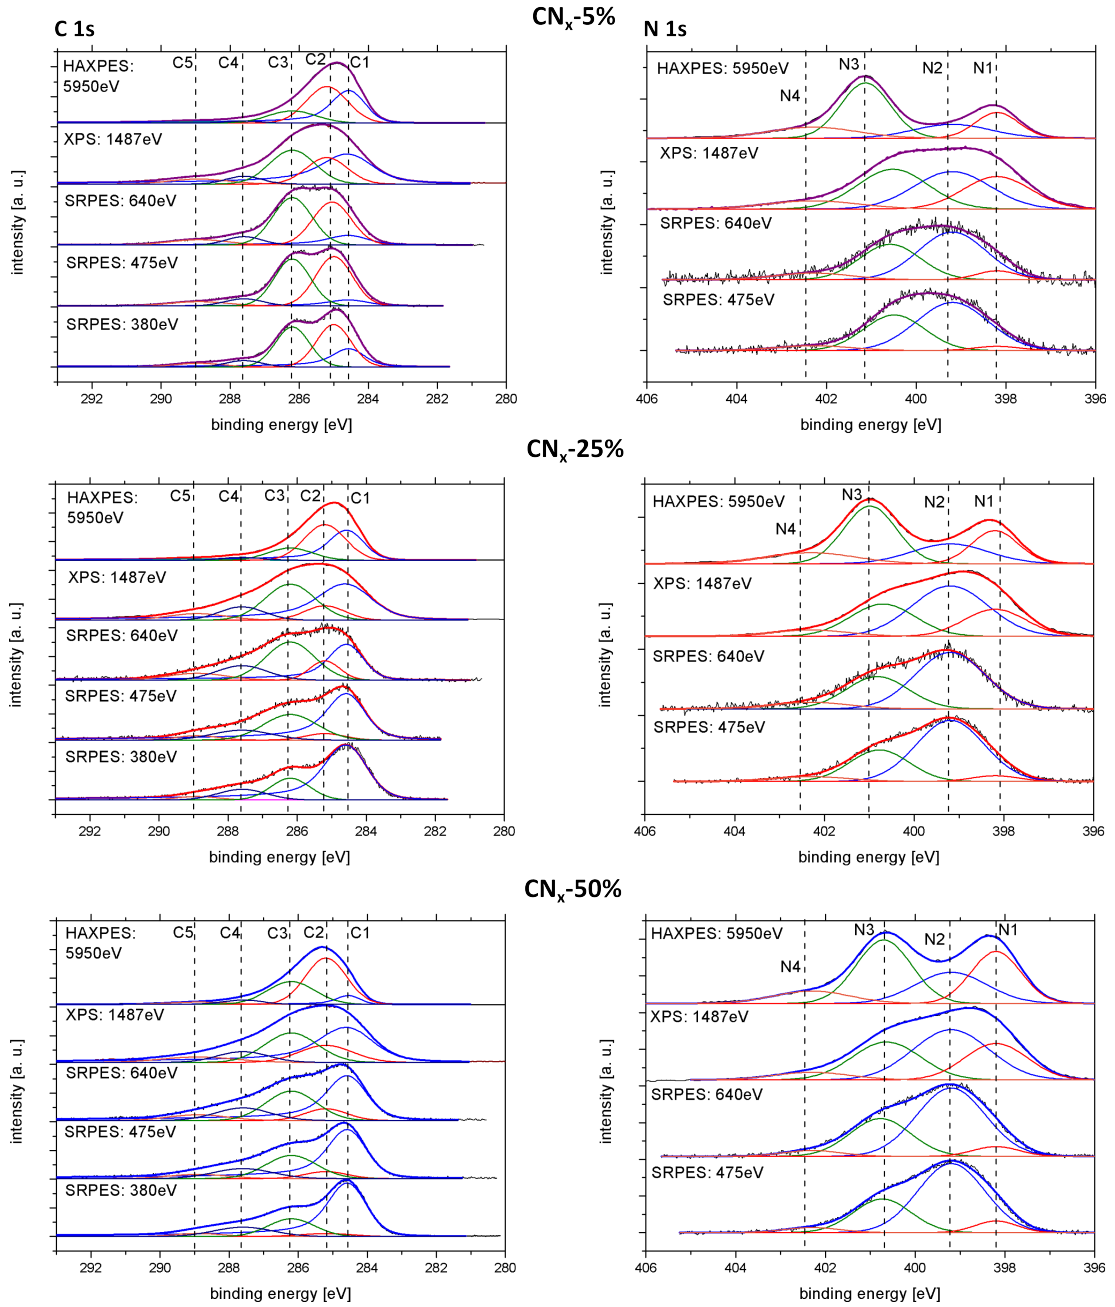 CNx-5%
C 1s
N 1s
HAXPES:
5950eV
C5 C4 C3 C2 C1
XPS: 1487eV
SRPES: 640eV
SRPES: 475eV
SRPES: 380eV
intensity [a. u.]
292 290 288 286 284 282 280
binding energy [eV]
HAXPES: 5950eV
N4 N3 N2 N1
XPS: 1487eV
SRPES: 640eV
SRPES: 475eV
intensity [a. u.]
406 404 402 400 398 396
binding energy [eV]
CNx-25%
HAXPES:
5950eV
C5 C4 C3 C2 C1
XPS: 1487eV
SRPES: 640eV
SRPES: 475eV
SRPES: 380eV
intensity [a. u.]
292 290 288 286 284 282 280
binding energy [eV]
HAXPES: 5950eV
N4 N3 N2 N1
XPS: 1487eV
SRPES: 640eV
SRPES: 475eV
intensity [a. u.]
406 404 402 400 398 396
binding energy [eV]
CNx-50%
HAXPES:
5950eV
C5 C4 C3 C2 C1
XPS: 1487eV
SRPES: 640eV
SRPES: 475eV
SRPES: 380eV
intensity [a. u.]
292 290 288 286 284 282 280
binding energy [eV]
HAXPES: 5950eV
N4 N3 N2 N1
XPS: 1487eV
SRPES: 640eV
SRPES: 475eV
intensity [a. u.]
406 404 402 400 398 396
binding energy [eV]